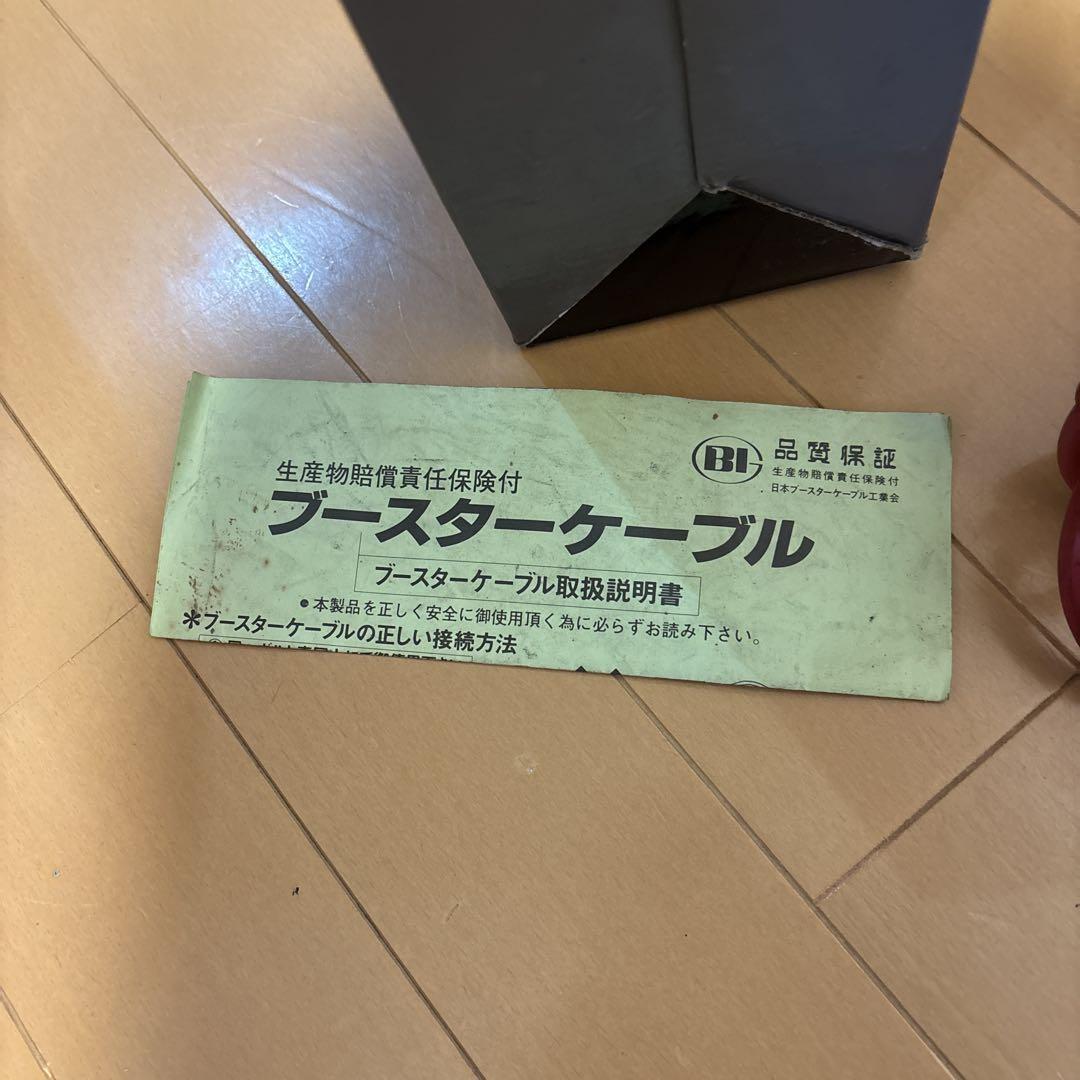 BI 品質保証
生産物賠償責任保険付
日本ブースターケーブル工業会
生産物賠償責任保険付
ブースターケーブル
ブースターケーブル取扱説明書
●本製品を正しく安全に御使用頂く為に必らずお読み下さい。
＊ブースターケーブルの正しい接続方法